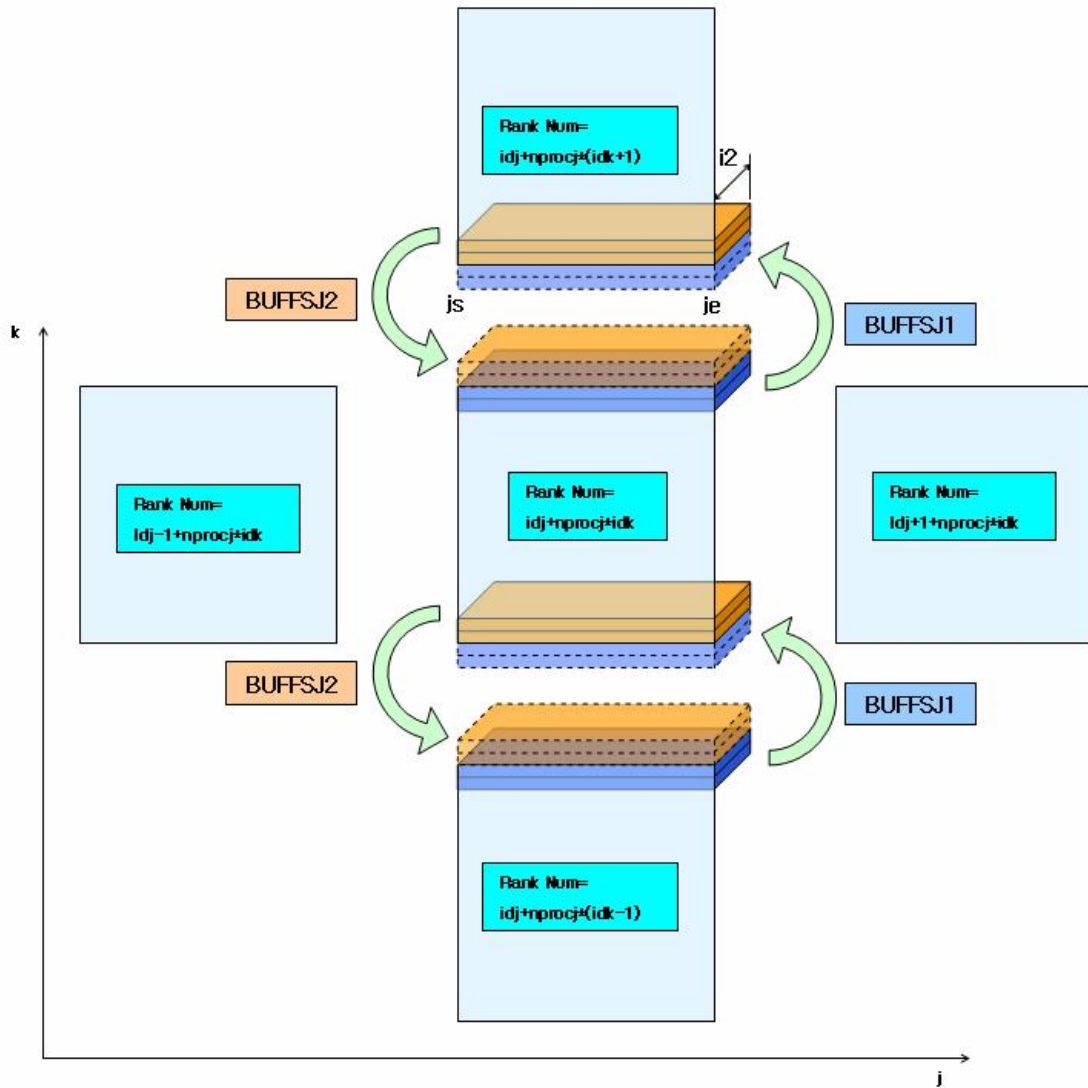 Rank Num=
idj+nprocj*(idk+1)
i2
BUFFSJ2
js
je
BUFFSJ1
k
Rank Num=
Idj-1+nprocj*idk
Rank Num=
idj+nprocj*idk
Rank Num=
Idj+1+nprocj*idk
BUFFSJ2
BUFFSJ1
Rank Num=
idj+nprocj*(idk-1)
j